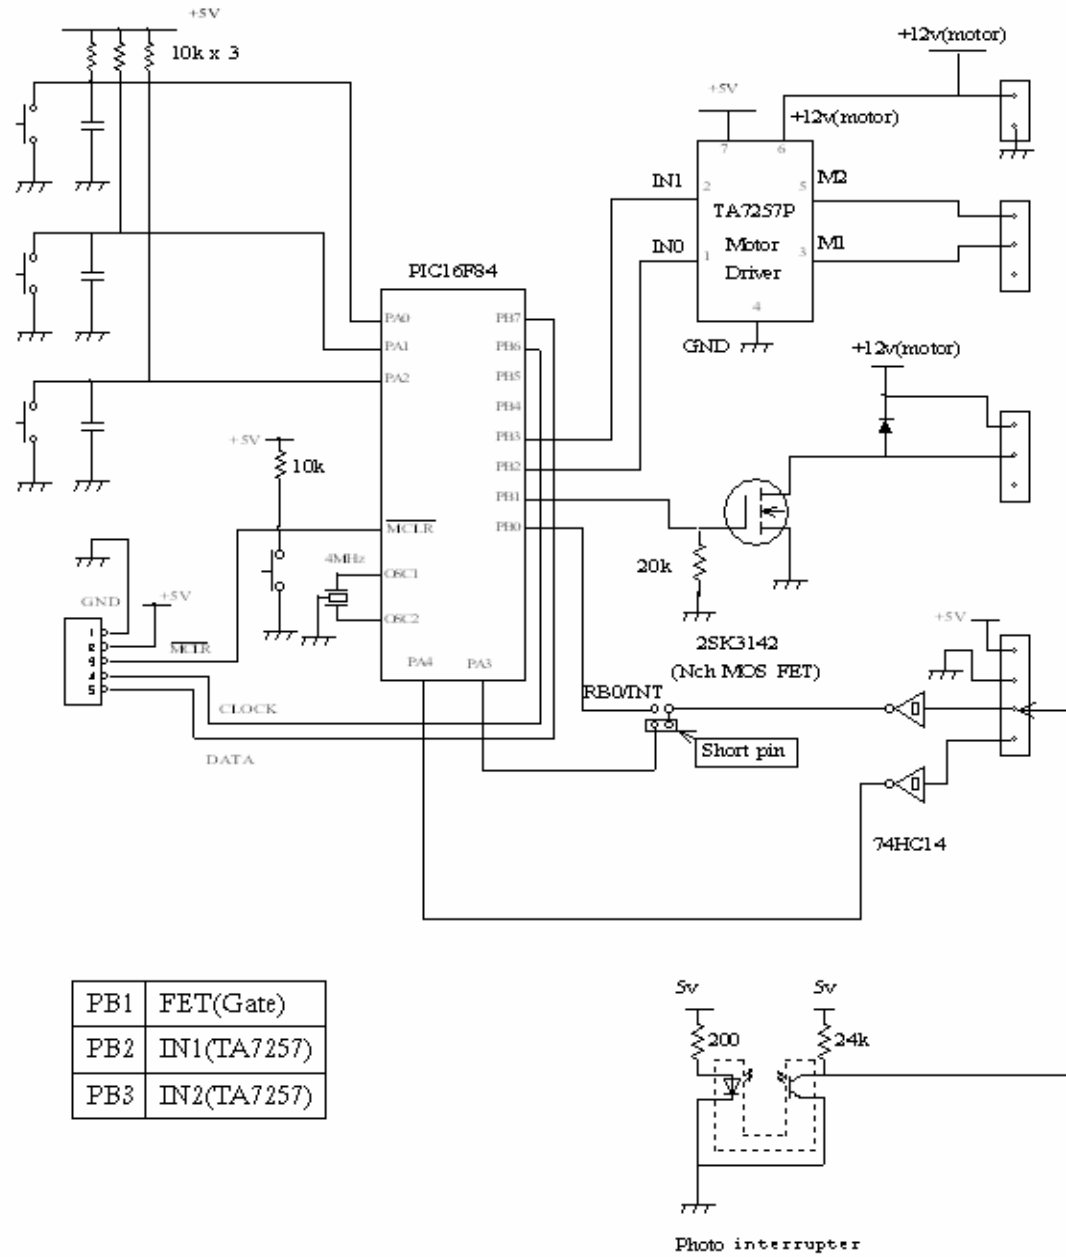 +5V
10k x 3
+12v(motor)
+5V
+12v(motor)
7
6
IN1
2
5
M2
TA7257P
IN0
1
Motor
3
M1
Driver
PIC16F84
4
GND
PA0
PB7
PA1
PB6
+12v(motor)
PA2
PB5
PB4
+5V
PB3
10k
PB2
PB1
MCLR
PB0
4MHz
20k
OSC1
GND
+5V
OSC2
+5V
1
2
MCLR
3
4
5
PA4
PA3
2SK3142
(Nch MOS FET)
RB0/INT
CLOCK
Short pin
DATA
74HC14
PB1 FET(Gate)
PB2 IN1(TA7257)
PB3 IN2(TA7257)
5v
5v
200
24k
Photo interrupter